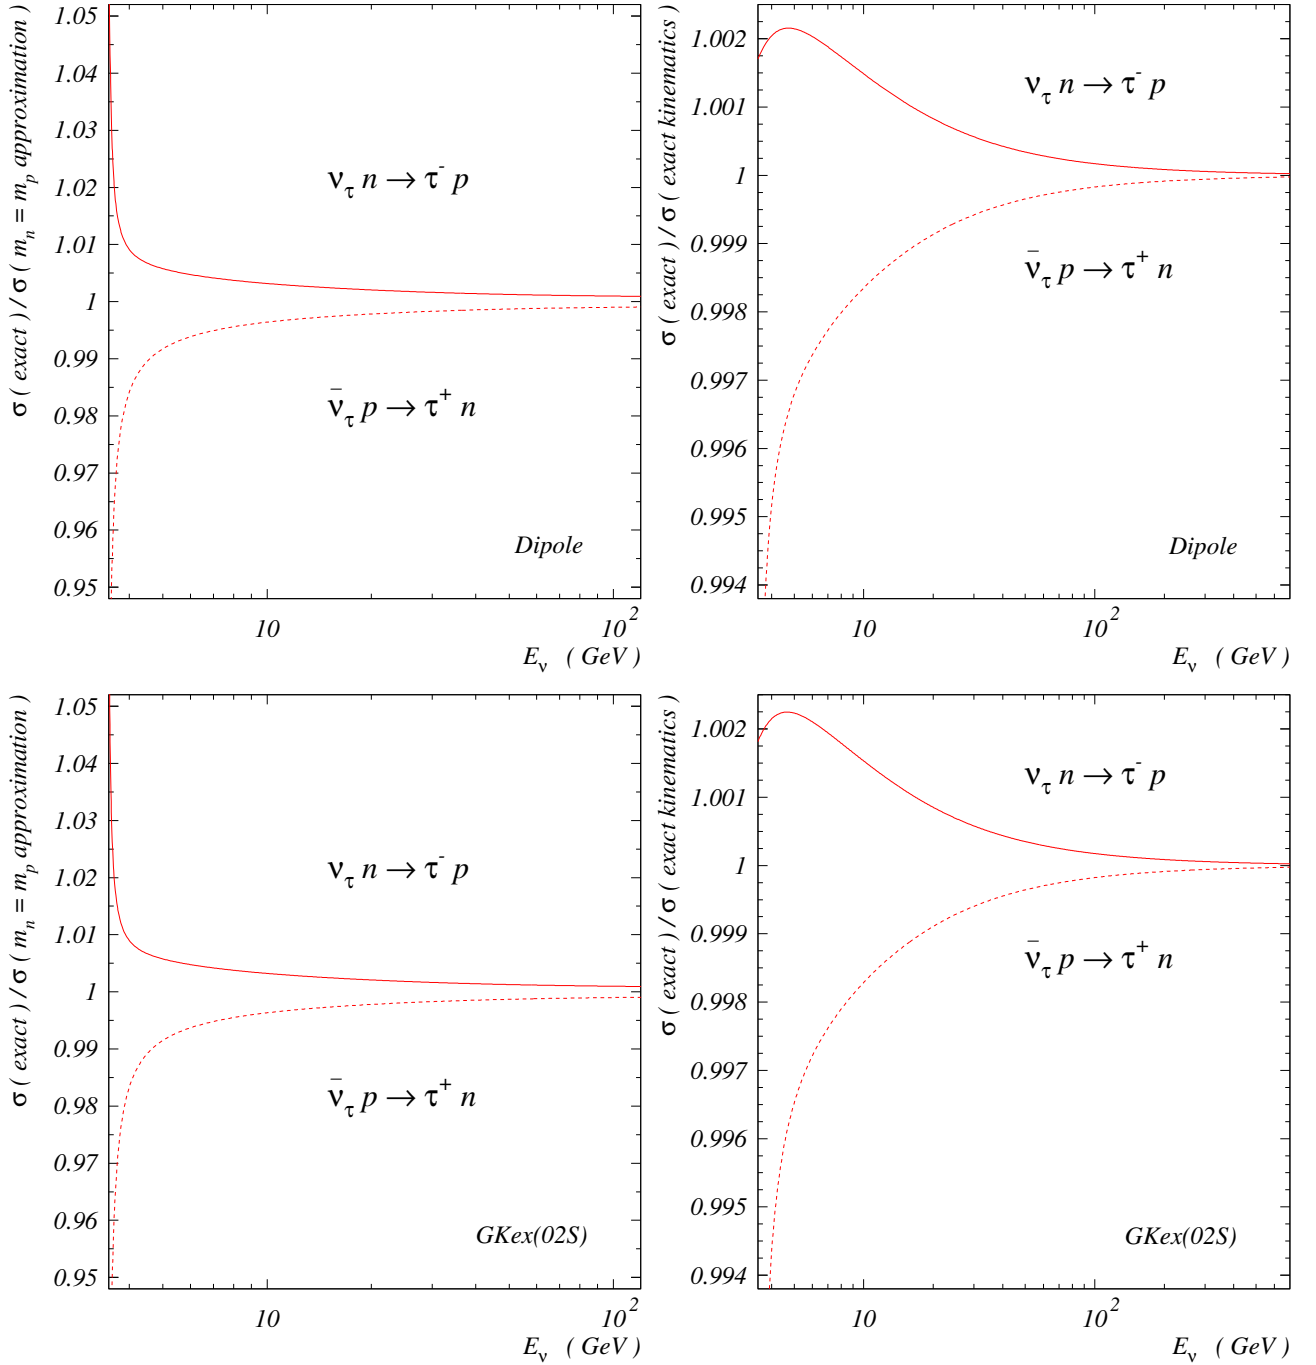 σ ( exact ) / σ ( m_n = m_p approximation )
1.05
1.04
1.03
1.02
1.01
1
0.99
0.98
0.97
0.96
0.95
ν_τ n → τ^- p
ν̄_τ p → τ^+ n
Dipole
10
10^2
E_ν ( GeV )
σ ( exact ) / σ ( exact kinematics )
1.002
1.001
1
0.999
0.998
0.997
0.996
0.995
0.994
ν_τ n → τ^- p
ν̄_τ p → τ^+ n
Dipole
10
10^2
E_ν ( GeV )
σ ( exact ) / σ ( m_n = m_p approximation )
1.05
1.04
1.03
1.02
1.01
1
0.99
0.98
0.97
0.96
0.95
ν_τ n → τ^- p
ν̄_τ p → τ^+ n
GKex(02S)
10
10^2
E_ν ( GeV )
σ ( exact ) / σ ( exact kinematics )
1.002
1.001
1
0.999
0.998
0.997
0.996
0.995
0.994
ν_τ n → τ^- p
ν̄_τ p → τ^+ n
GKex(02S)
10
10^2
E_ν ( GeV )